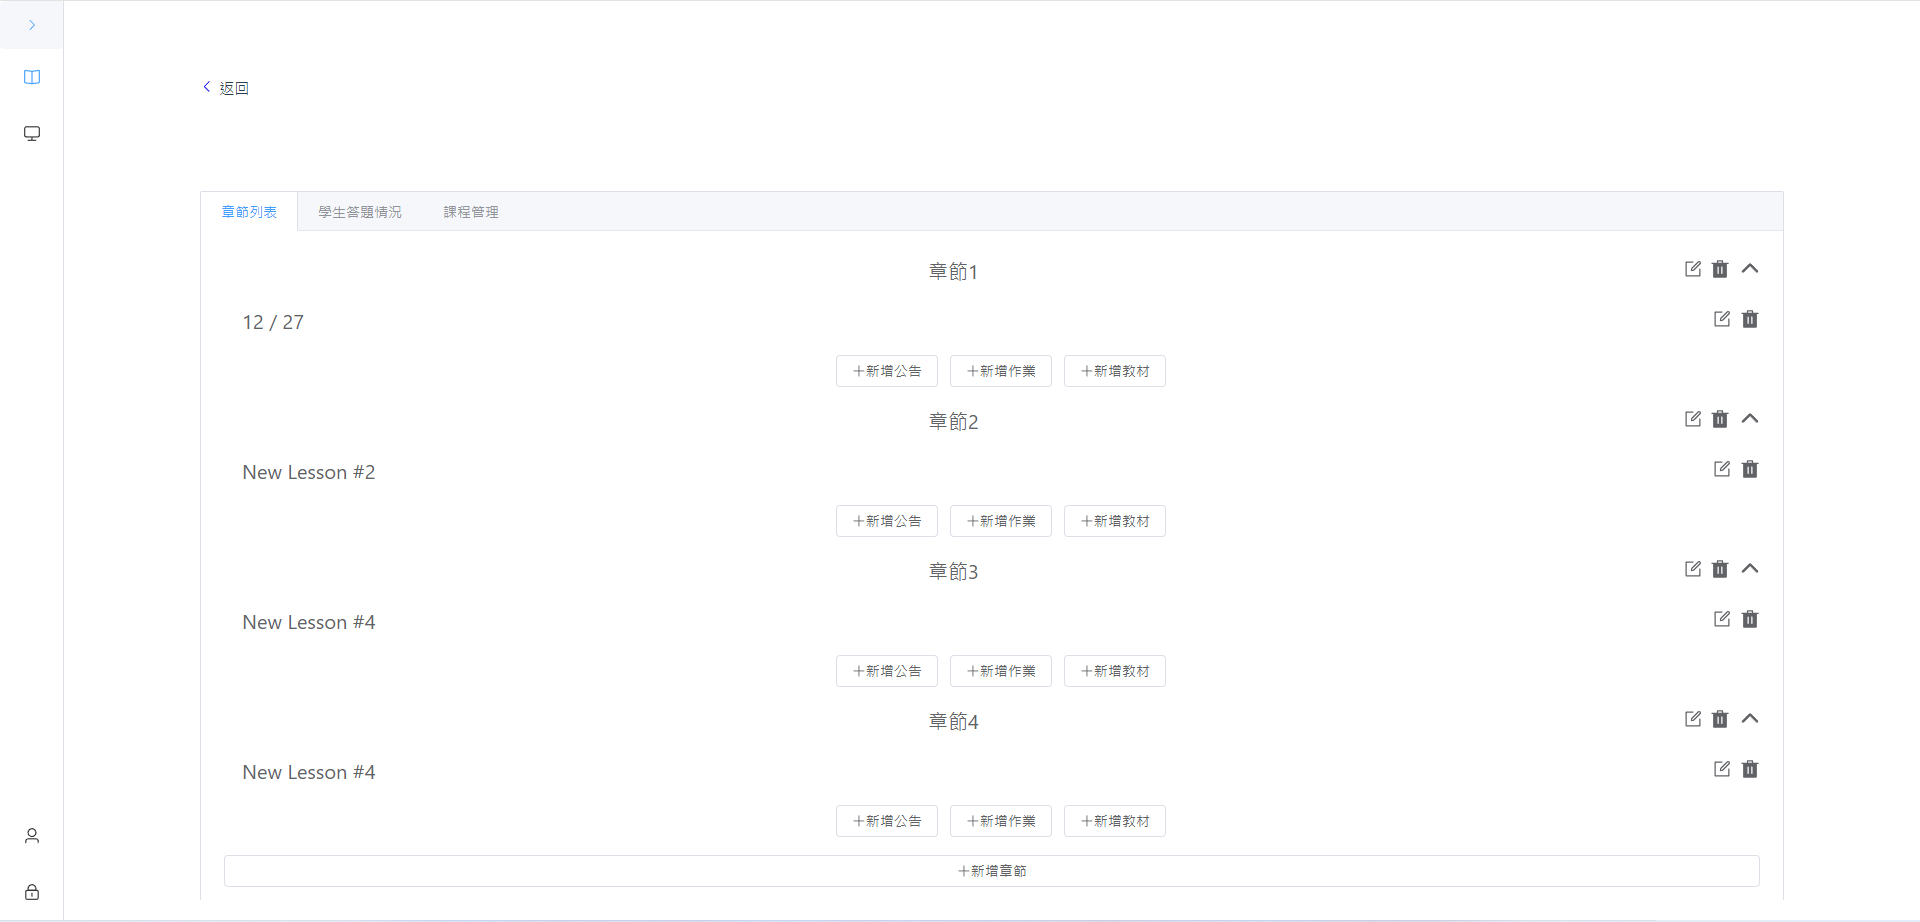 返回
章節列表 學生答題情況 課程管理
章節1
12 / 27
+新增公告 +新增作業 +新增教材
章節2
New Lesson #2
+新增公告 +新增作業 +新增教材
章節3
New Lesson #4
+新增公告 +新增作業 +新增教材
章節4
New Lesson #4
+新增公告 +新增作業 +新增教材
+新增章節